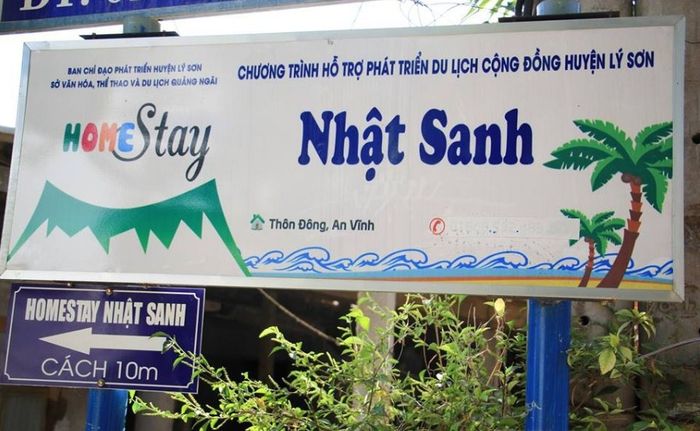 BAN CHỈ ĐẠO PHÁT TRIỂN HUYỆN LÝ SƠN
SỞ VĂN HÓA, THỂ THAO VÀ DU LỊCH QUẢNG NGÃI
CHƯƠNG TRÌNH HỖ TRỢ PHÁT TRIỂN DU LỊCH CỘNG ĐỒNG HUYỆN LÝ SƠN
HOMEStay
Nhật Sanh
Thôn Đông, An Vĩnh
HOMESTAY NHẬT SANH
CÁCH 10m